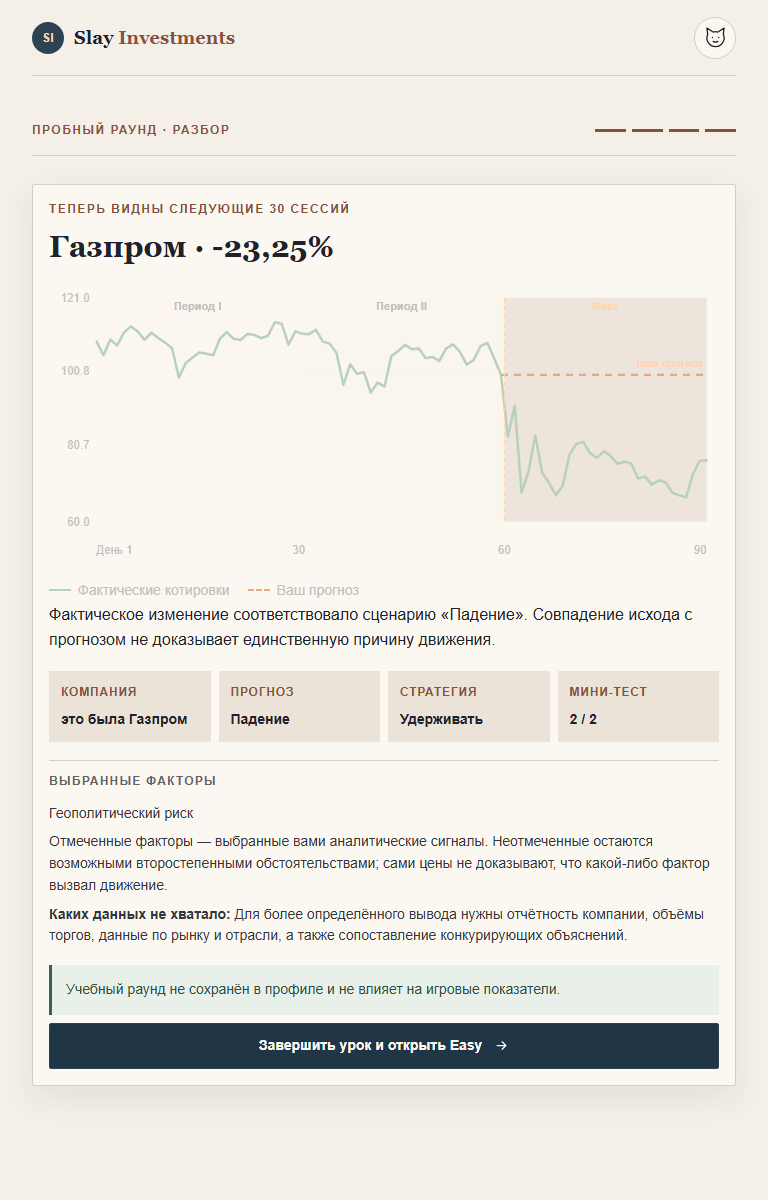 SI Slay Investments
ПРОБНЫЙ РАУНД · РАЗБОР
ТЕПЕРЬ ВИДНЫ СЛЕДУЮЩИЕ 30 СЕССИЙ
Газпром · -23,25%
121.0
Период I Период II Факт
Ваш прогноз
100.8
80.7
60.0
День 1 30 60 90
Фактические котировки Ваш прогноз
Фактическое изменение соответствовало сценарию «Падение». Совпадение исхода с
прогнозом не доказывает единственную причину движения.
КОМПАНИЯ
это была Газпром
ПРОГНОЗ
Падение
СТРАТЕГИЯ
Удерживать
МИНИ-ТЕСТ
2 / 2
ВЫБРАННЫЕ ФАКТОРЫ
Геополитический риск
Отмеченные факторы — выбранные вами аналитические сигналы. Неотмеченные остаются
возможными второстепенными обстоятельствами; сами цены не доказывают, что какой-либо фактор
вызвал движение.
Каких данных не хватало: Для более определённого вывода нужны отчётность компании, объёмы
торгов, данные по рынку и отрасли, а также сопоставление конкурирующих объяснений.
Учебный раунд не сохранён в профиле и не влияет на игровые показатели.
Завершить урок и открыть Easy →